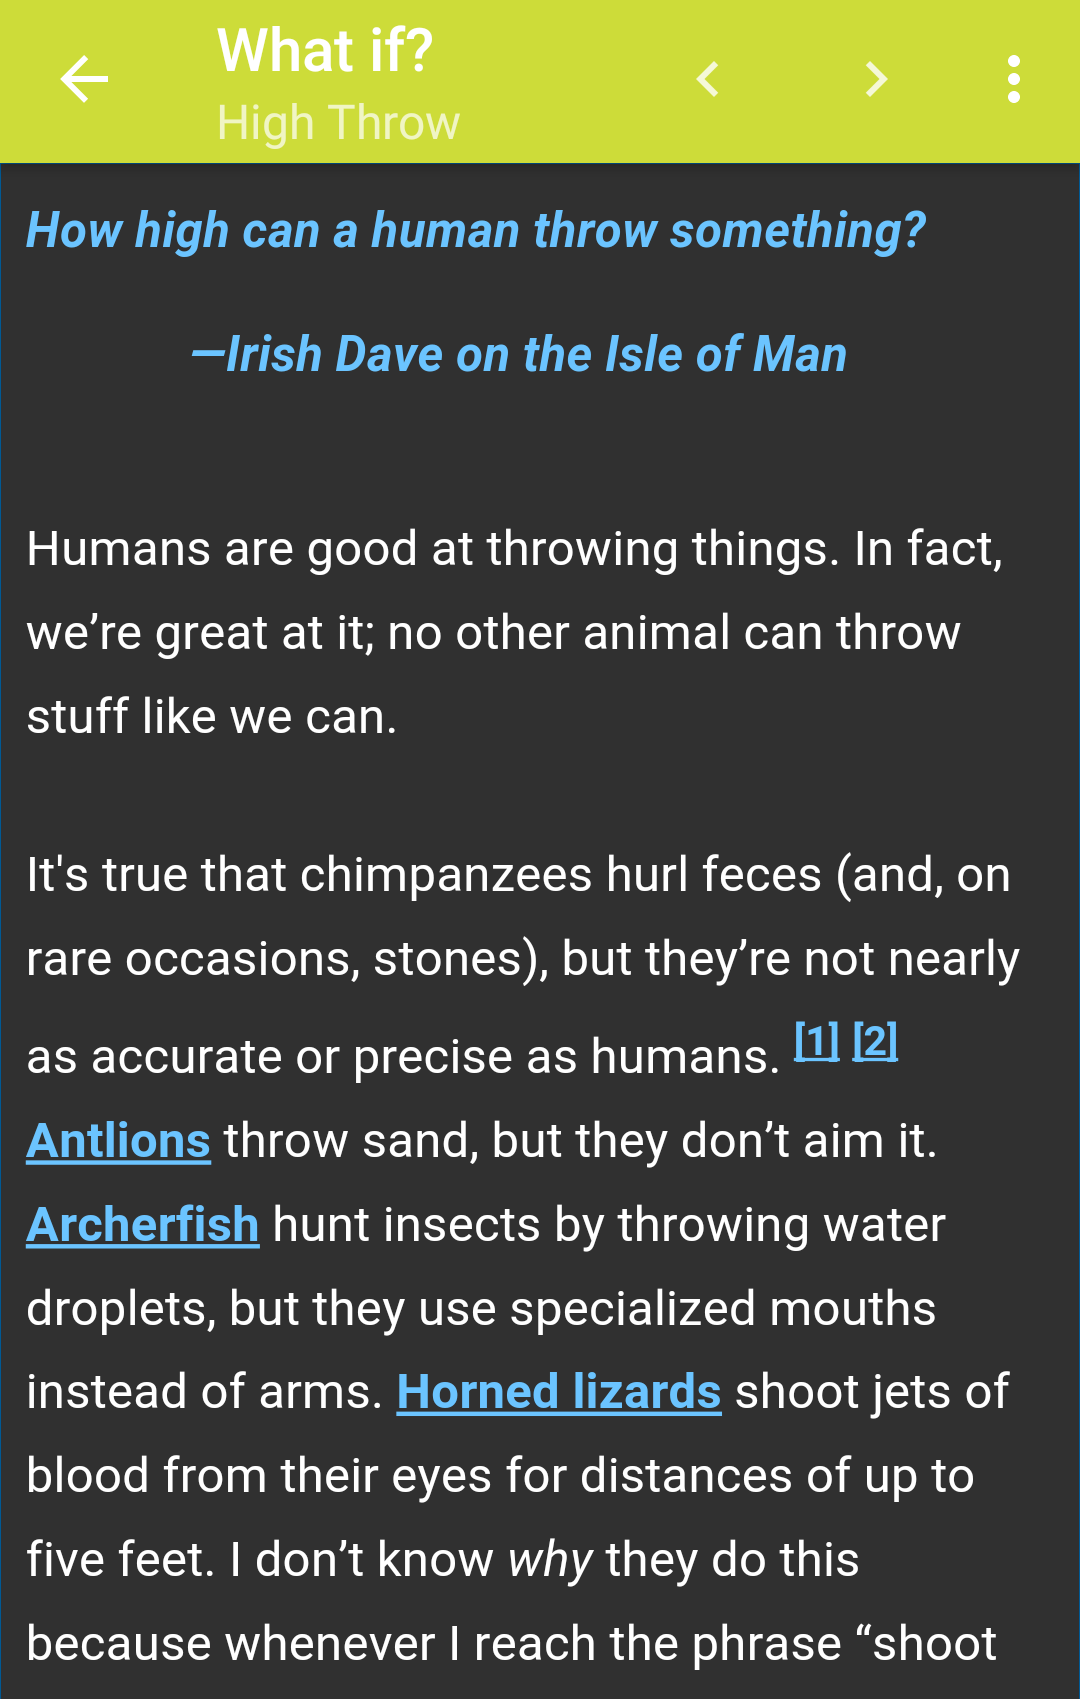 What if?
High Throw
How high can a human throw something?
—Irish Dave on the Isle of Man
Humans are good at throwing things. In fact,
we’re great at it; no other animal can throw
stuff like we can.
It's true that chimpanzees hurl feces (and, on
rare occasions, stones), but they’re not nearly
as accurate or precise as humans. [1] [2]
Antlions throw sand, but they don’t aim it.
Archerfish hunt insects by throwing water
droplets, but they use specialized mouths
instead of arms. Horned lizards shoot jets of
blood from their eyes for distances of up to
five feet. I don’t know why they do this
because whenever I reach the phrase “shoot